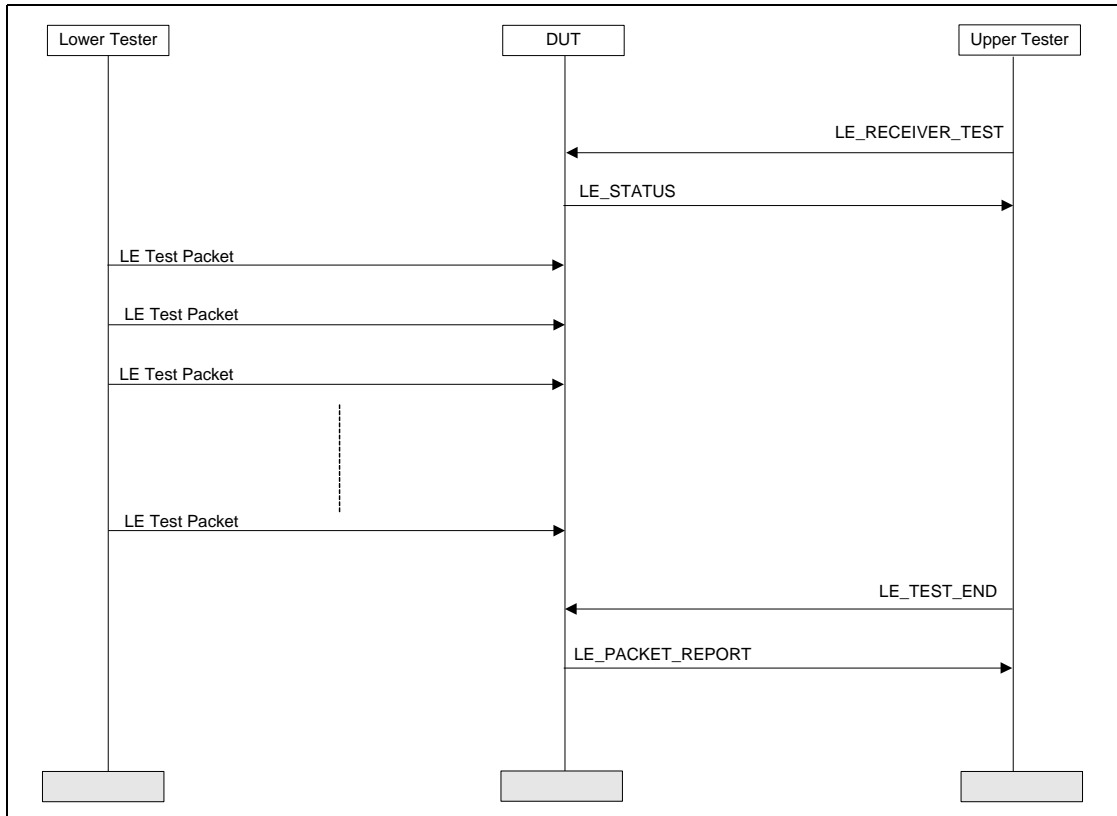 Lower Tester
DUT
Upper Tester
LE_RECEIVER_TEST
LE_STATUS
LE Test Packet
LE Test Packet
LE Test Packet
LE Test Packet
LE_TEST_END
LE_PACKET_REPORT